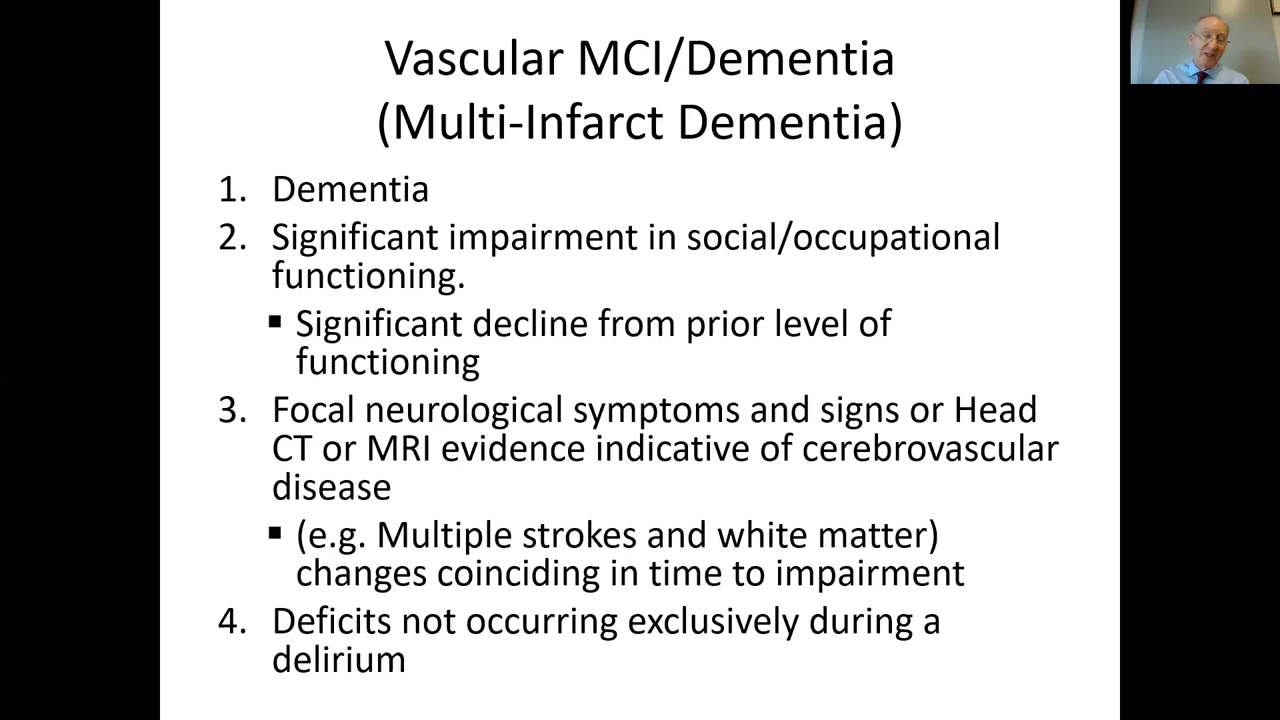 Vascular MCI/Dementia
(Multi-Infarct Dementia)
1. Dementia
2. Significant impairment in social/occupational
functioning.
▪ Significant decline from prior level of
functioning
3. Focal neurological symptoms and signs or Head
CT or MRI evidence indicative of cerebrovascular
disease
▪ (e.g. Multiple strokes and white matter)
changes coinciding in time to impairment
4. Deficits not occurring exclusively during a
delirium